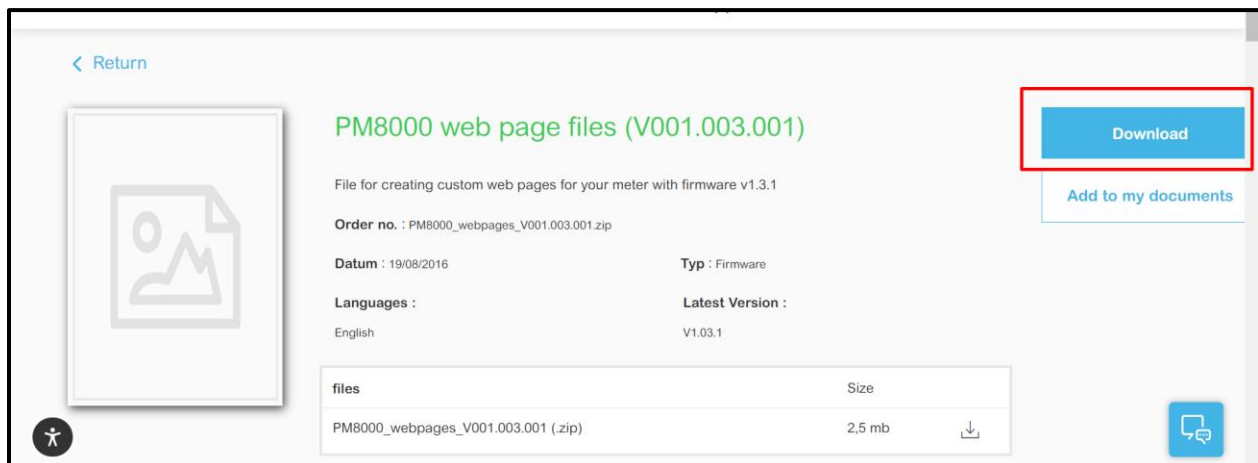 Return
PM8000 web page files (V001.003.001)
Download
File for creating custom web pages for your meter with firmware v1.3.1
Add to my documents
Order no. : PM8000_webpages_V001.003.001.zip
Datum : 19/08/2016
Typ : Firmware
Languages :
Latest Version :
English
V1.03.1
files Size
PM8000_webpages_V001.003.001 (.zip) 2,5 mb